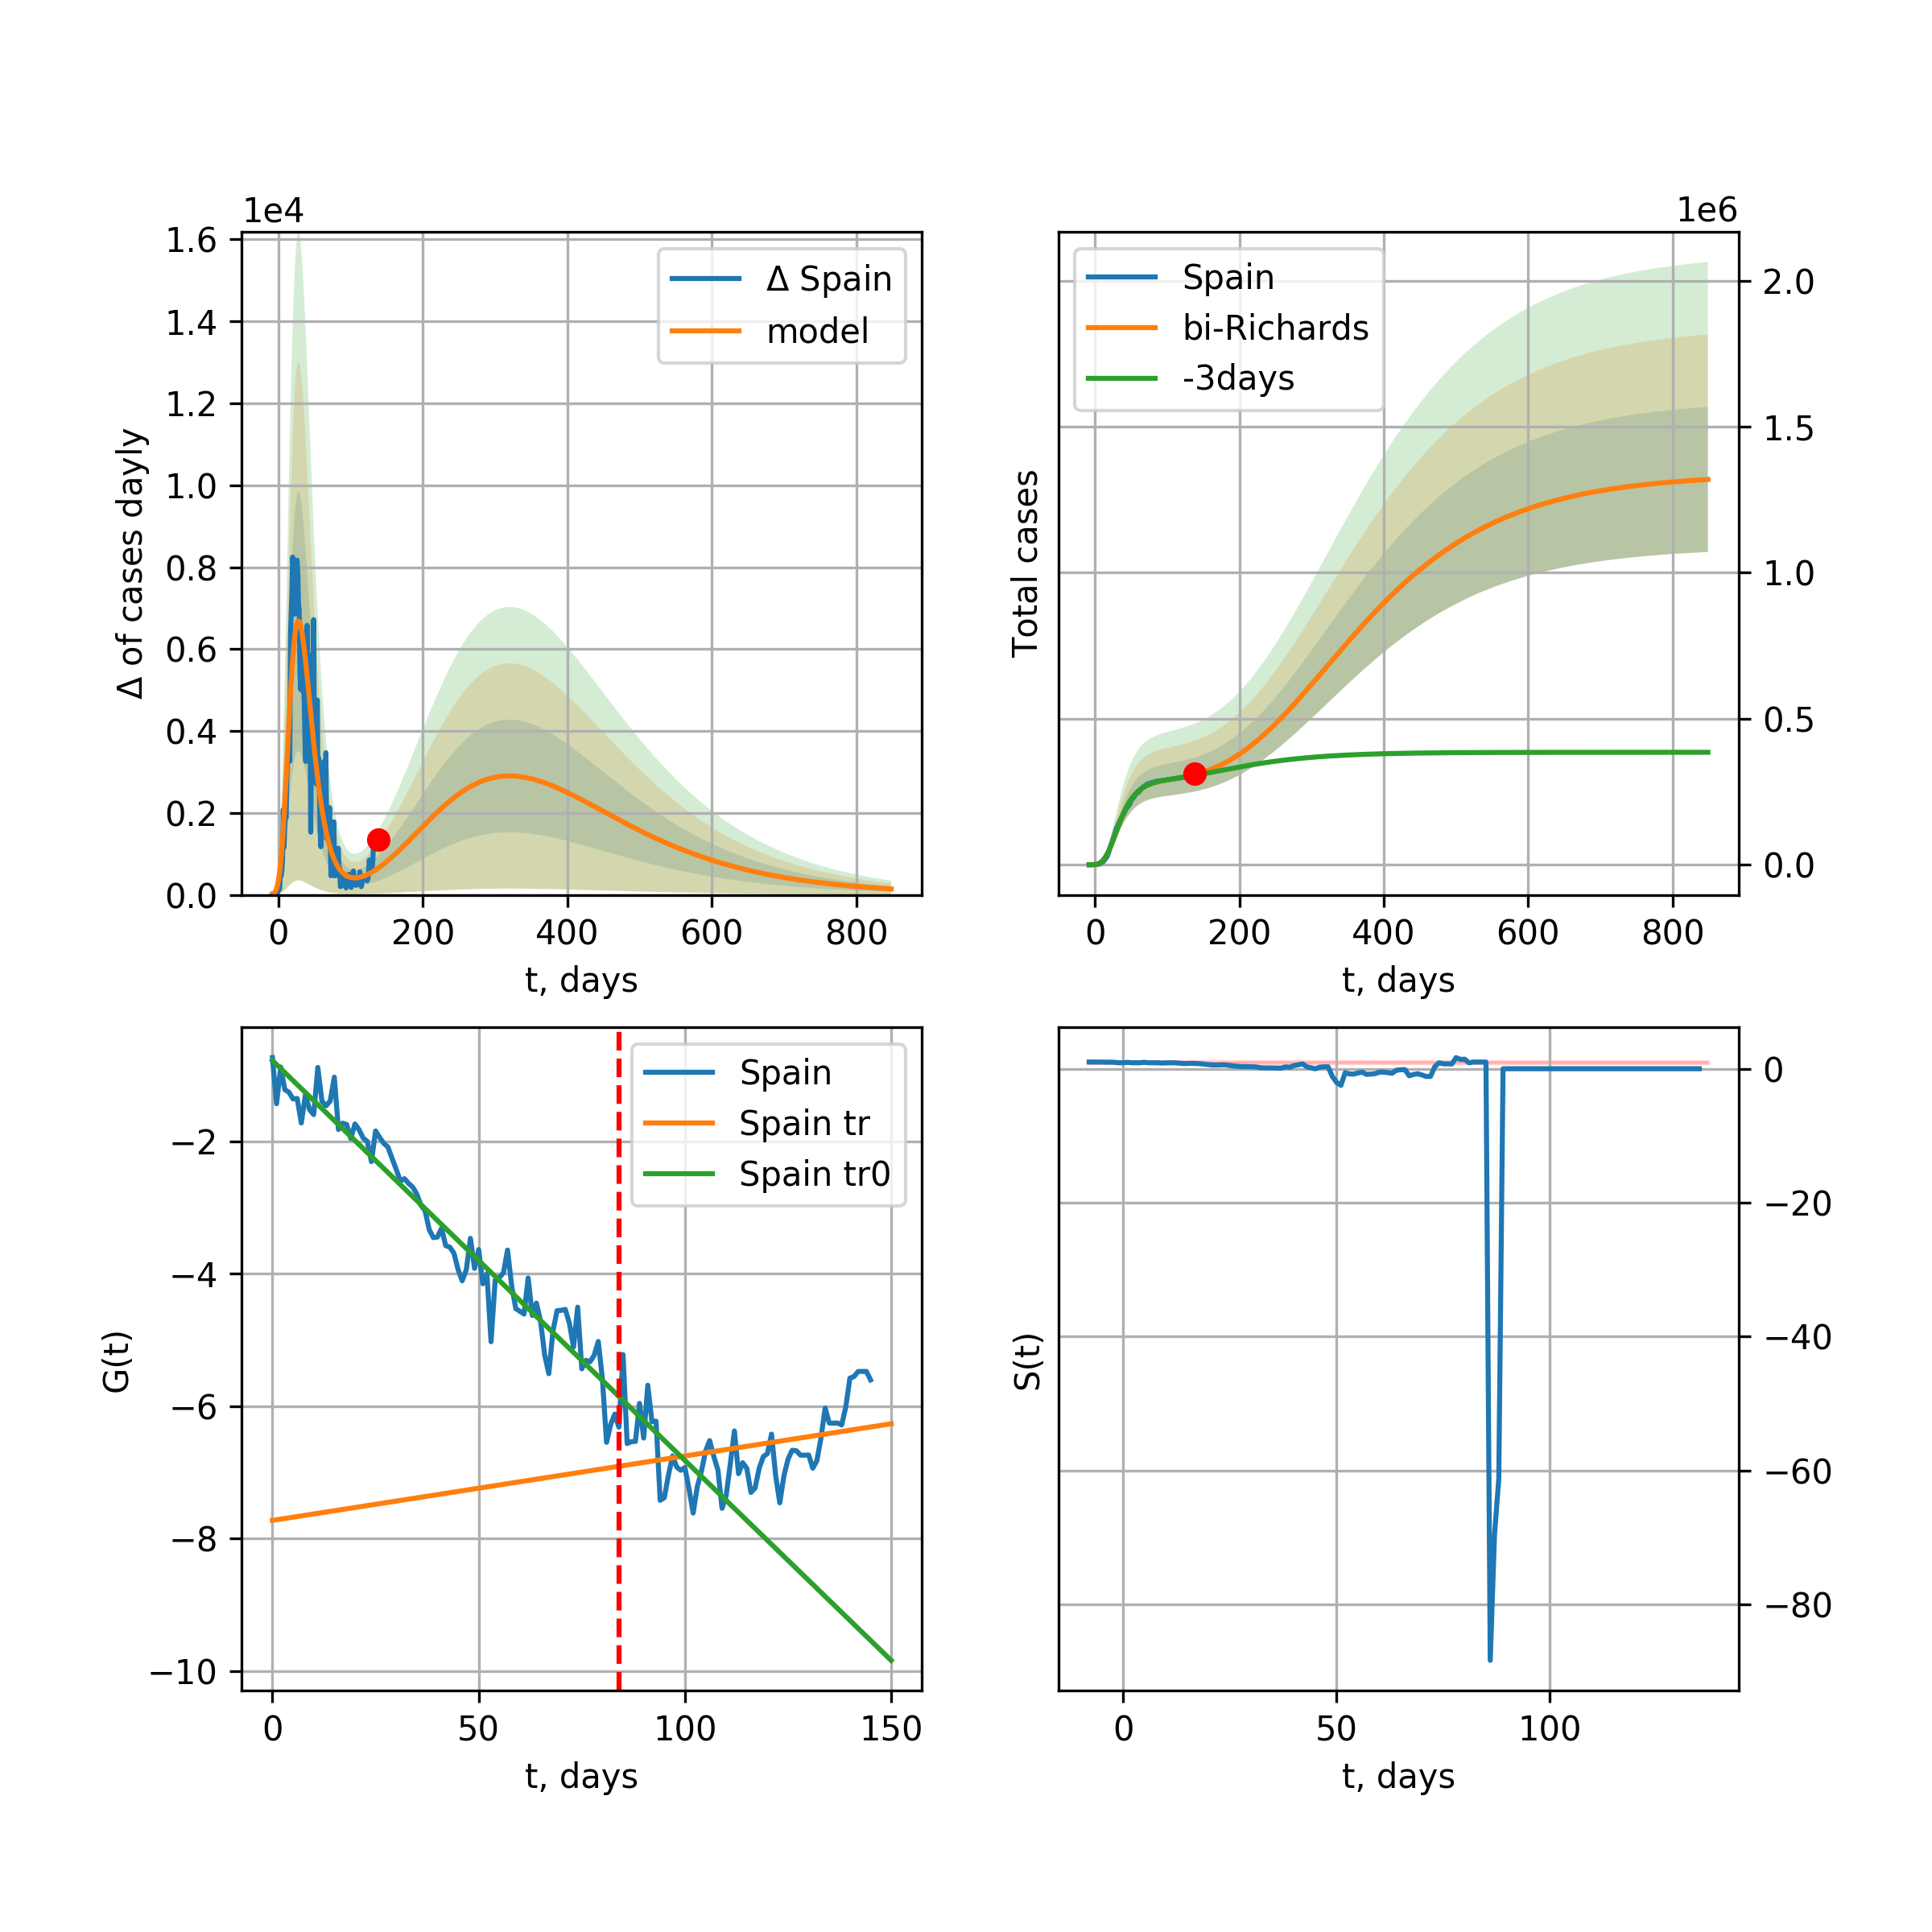 1e4
1.6
1.4
1.2
1.0
0.8
0.6
0.4
0.2
0.0
Δ of cases dayly
Δ Spain
model
0 200 400 600 800
t, days
1e6
Spain
bi-Richards
-3days
Total cases
2.0
1.5
1.0
0.5
0.0
0 200 400 600 800
t, days
Spain
Spain tr
Spain tr0
G(t)
−2
−4
−6
−8
−10
0 50 100 150
t, days
S(t)
0
−20
−40
−60
−80
0 50 100
t, days